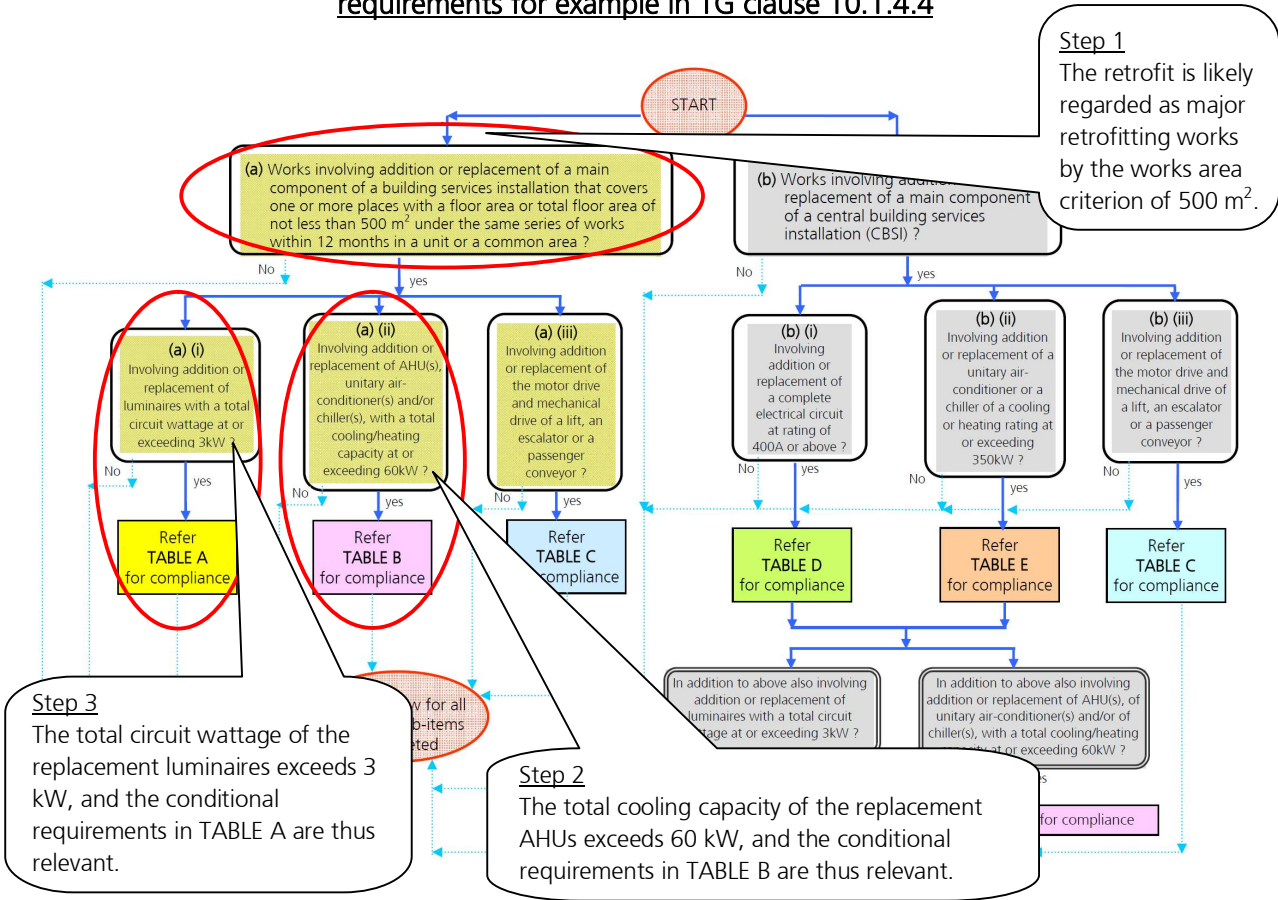 requirements for example in TG clause 10.1.4.4
Step 1
The retrofit is likely
regarded as major
retrofitting works
by the works area
criterion of 500 m².
START
(a) Works involving addition or replacement of a main
component of a building services installation that covers
one or more places with a floor area or total floor area of
not less than 500 m² under the same series of works
within 12 months in a unit or a common area ?
(b) Works involving
replacement of a main component
of a central building services
installation (CBSI) ?
No
yes
No
yes
(a) (i)
Involving addition or
replacement of
luminaires with a total
circuit wattage at or
exceeding 3kW ?
(a) (ii)
Involving addition or
replacement of AHU(s),
unitary air-
conditioner(s) and/or
chiller(s), with a total
cooling/heating
capacity at or
exceeding 60kW ?
(a) (iii)
Involving addition
or replacement of
the motor drive
and mechanical
drive of a lift, an
escalator or a
passenger
conveyor ?
(b) (i)
Involving
addition or
replacement of
a complete
electrical circuit
at rating of
400A or above ?
(b) (ii)
Involving addition
or replacement of a
unitary air-
conditioner or a
chiller of a cooling
or heating rating at
or exceeding
350kW ?
(b) (iii)
Involving addition
or replacement of
the motor drive and
mechanical drive of
a lift, an escalator
or a passenger
conveyor ?
No
yes
No
yes
No
yes
No
yes
No
yes
No
yes
Refer
TABLE A
for compliance
Refer
TABLE B
for compliance
Refer
TABLE C
compliance
Refer
TABLE D
for compliance
Refer
TABLE E
for compliance
Refer
TABLE C
for compliance
for all
In addition to above also involving
addition or replacement of
luminaires with a total circuit
at or exceeding 3kW ?
In addition to above also involving
addition or replacement of AHU(s), of
unitary air-conditioner(s) and/or of
chiller(s), with a total cooling/heating
at or exceeding 60kW ?
for compliance
Step 3
The total circuit wattage of the
replacement luminaires exceeds 3
kW, and the conditional
requirements in TABLE A are thus
relevant.
Step 2
The total cooling capacity of the replacement
AHUs exceeds 60 kW, and the conditional
requirements in TABLE B are thus relevant.